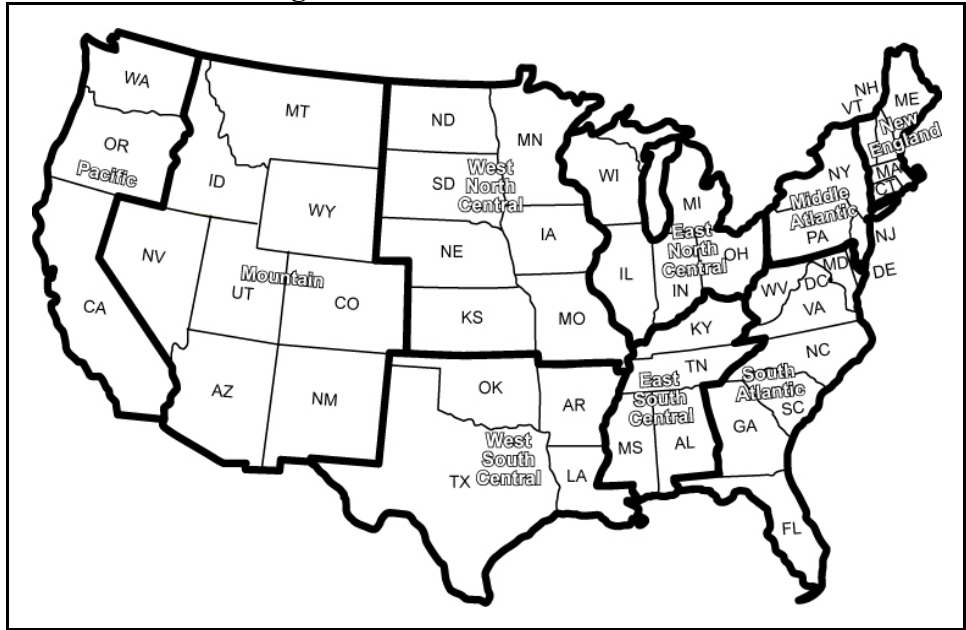 WA
OR
Pacific
CA
NV
ID
MT
WY
Mountain
UT
CO
AZ
NM
ND
SD
West
North
Central
NE
KS
MN
IA
MO
OK
AR
TX
West
South
Central
LA
WI
MI
East
North
Central
IL
IN
OH
KY
TN
East
South
Central
MS
AL
NY
Middle
Atlantic
PA
NJ
NH
VT
ME
New
England
MA
CT
WV
DC
MD
DE
VA
NC
South
Atlantic
SC
GA
FL